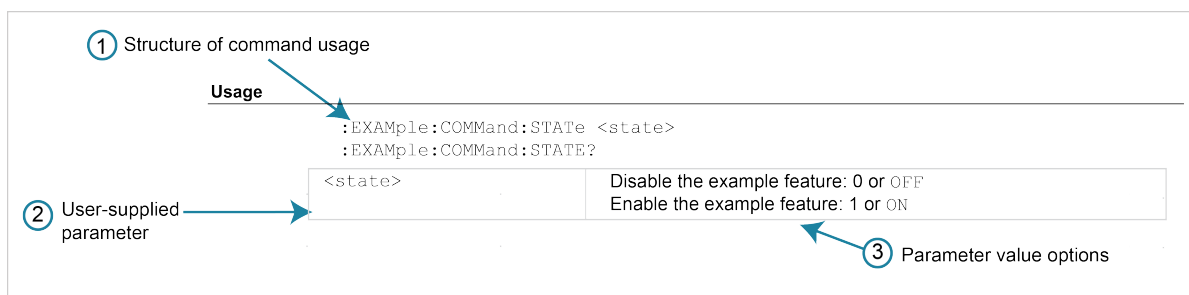 1 Structure of command usage
Usage
:EXAMple:COMMand:STATe <state>
:EXAMple:COMMand:STATE?
<state> Disable the example feature: 0 or OFF
Enable the example feature: 1 or ON
2 User-supplied
parameter
3 Parameter value options